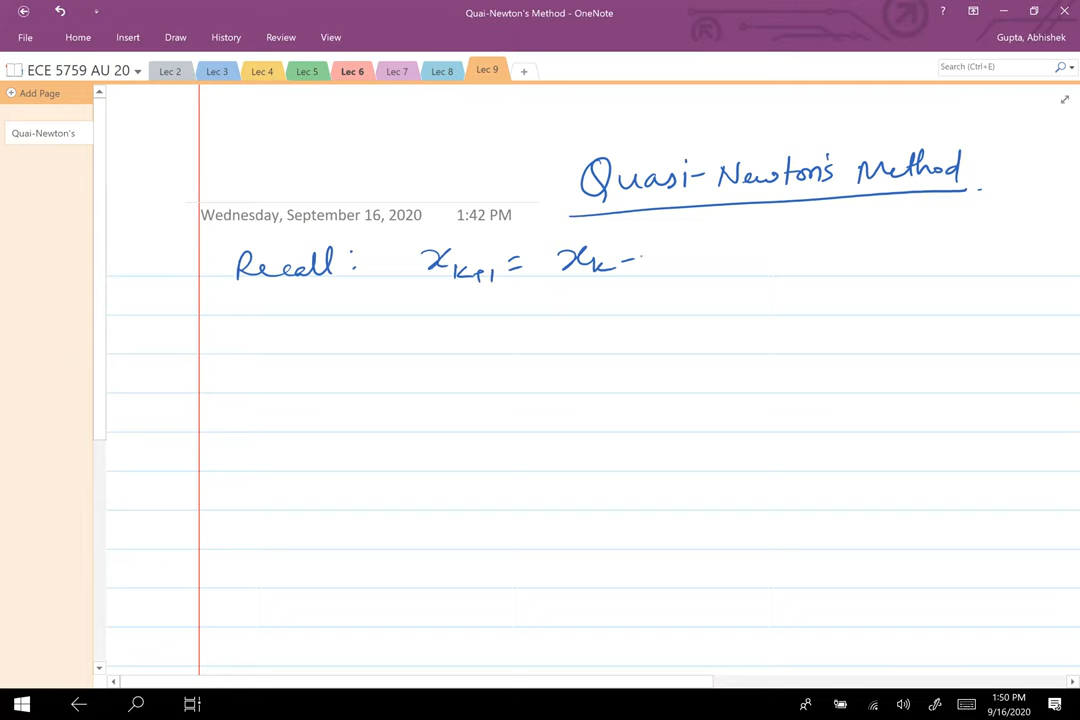 Quai-Newton's Method - OneNote
File Home Insert Draw History Review View
Gupta, Abhishek
ECE 5759 AU 20
Lec 2 Lec 3 Lec 4 Lec 5 Lec 6 Lec 7 Lec 8 Lec 9
Search (Ctrl+E)
Add Page
Quai-Newton's
Quasi-Newton's Method.
Wednesday, September 16, 2020 1:42 PM
Recall: x_{k+1} = x_k -
1:50 PM
9/16/2020